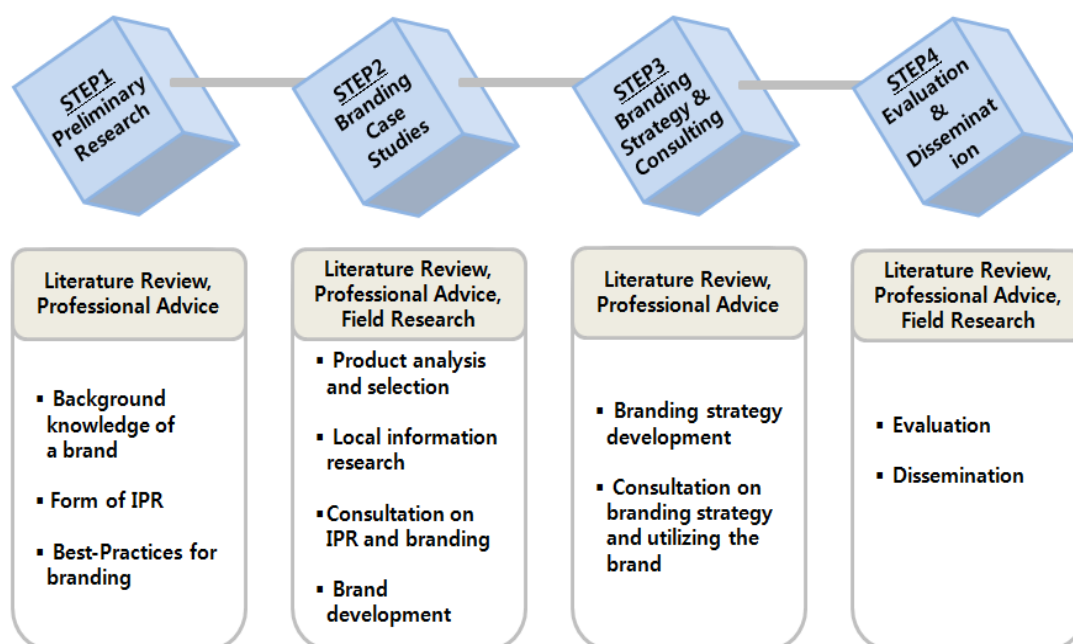 STEP1
Preliminary
Research
STEP2
Branding
Case
Studies
STEP3
Branding
Strategy &
Consulting
STEP4
Evaluation
&
Disseminat
ion
Literature Review,
Professional Advice
▪ Background
knowledge of
a brand
▪ Form of IPR
▪ Best-Practices for
branding
Literature Review,
Professional Advice,
Field Research
▪ Product analysis
and selection
▪ Local information
research
▪ Consultation on
IPR and branding
▪ Brand
development
Literature Review,
Professional Advice
▪ Branding strategy
development
▪ Consultation on
branding strategy
and utilizing the
brand
Literature Review,
Professional Advice,
Field Research
▪ Evaluation
▪ Dissemination